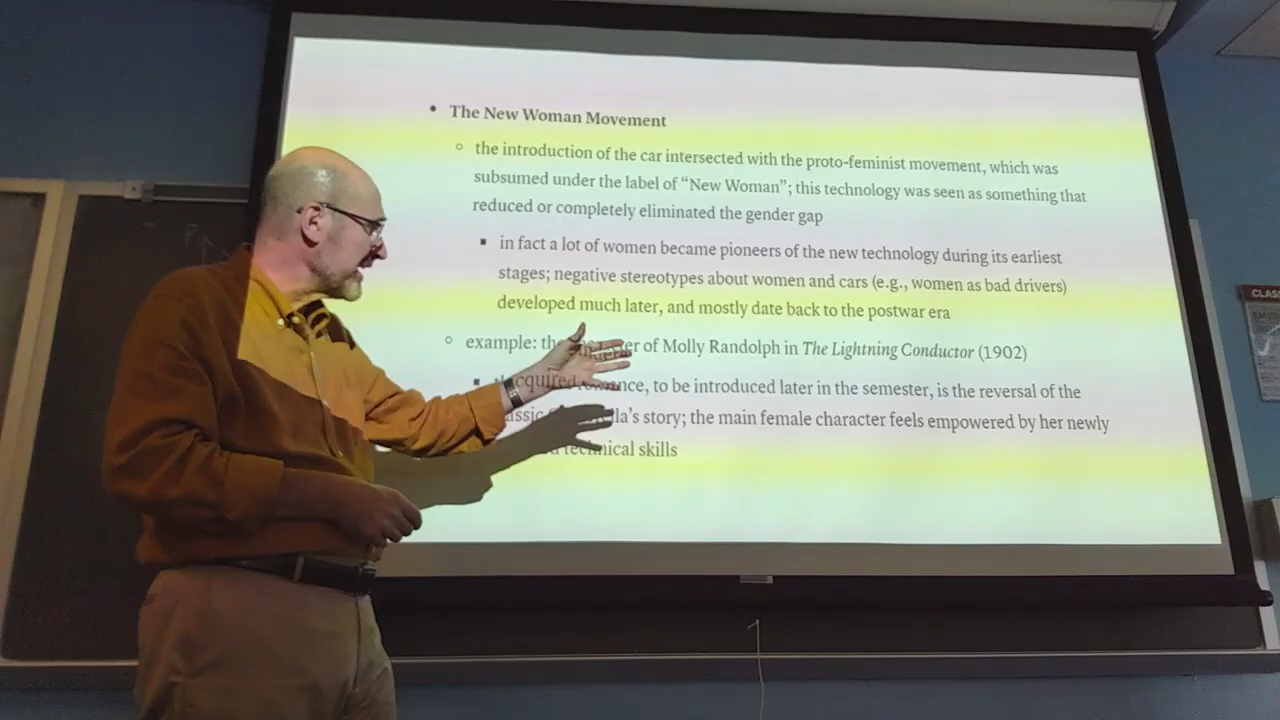 • The New Woman Movement
○ the introduction of the car intersected with the proto-feminist movement, which was
subsumed under the label of “New Woman”; this technology was seen as something that
reduced or completely eliminated the gender gap
▪ in fact a lot of women became pioneers of the new technology during its earliest
stages; negative stereotypes about women and cars (e.g., women as bad drivers)
developed much later, and mostly date back to the postwar era
○ example: the of Molly Randolph in The Lightning Conductor (1902)
▪ to be introduced later in the semester, is the reversal of the
story; the main female character feels empowered by her newly
acquired technical skills
CLASS